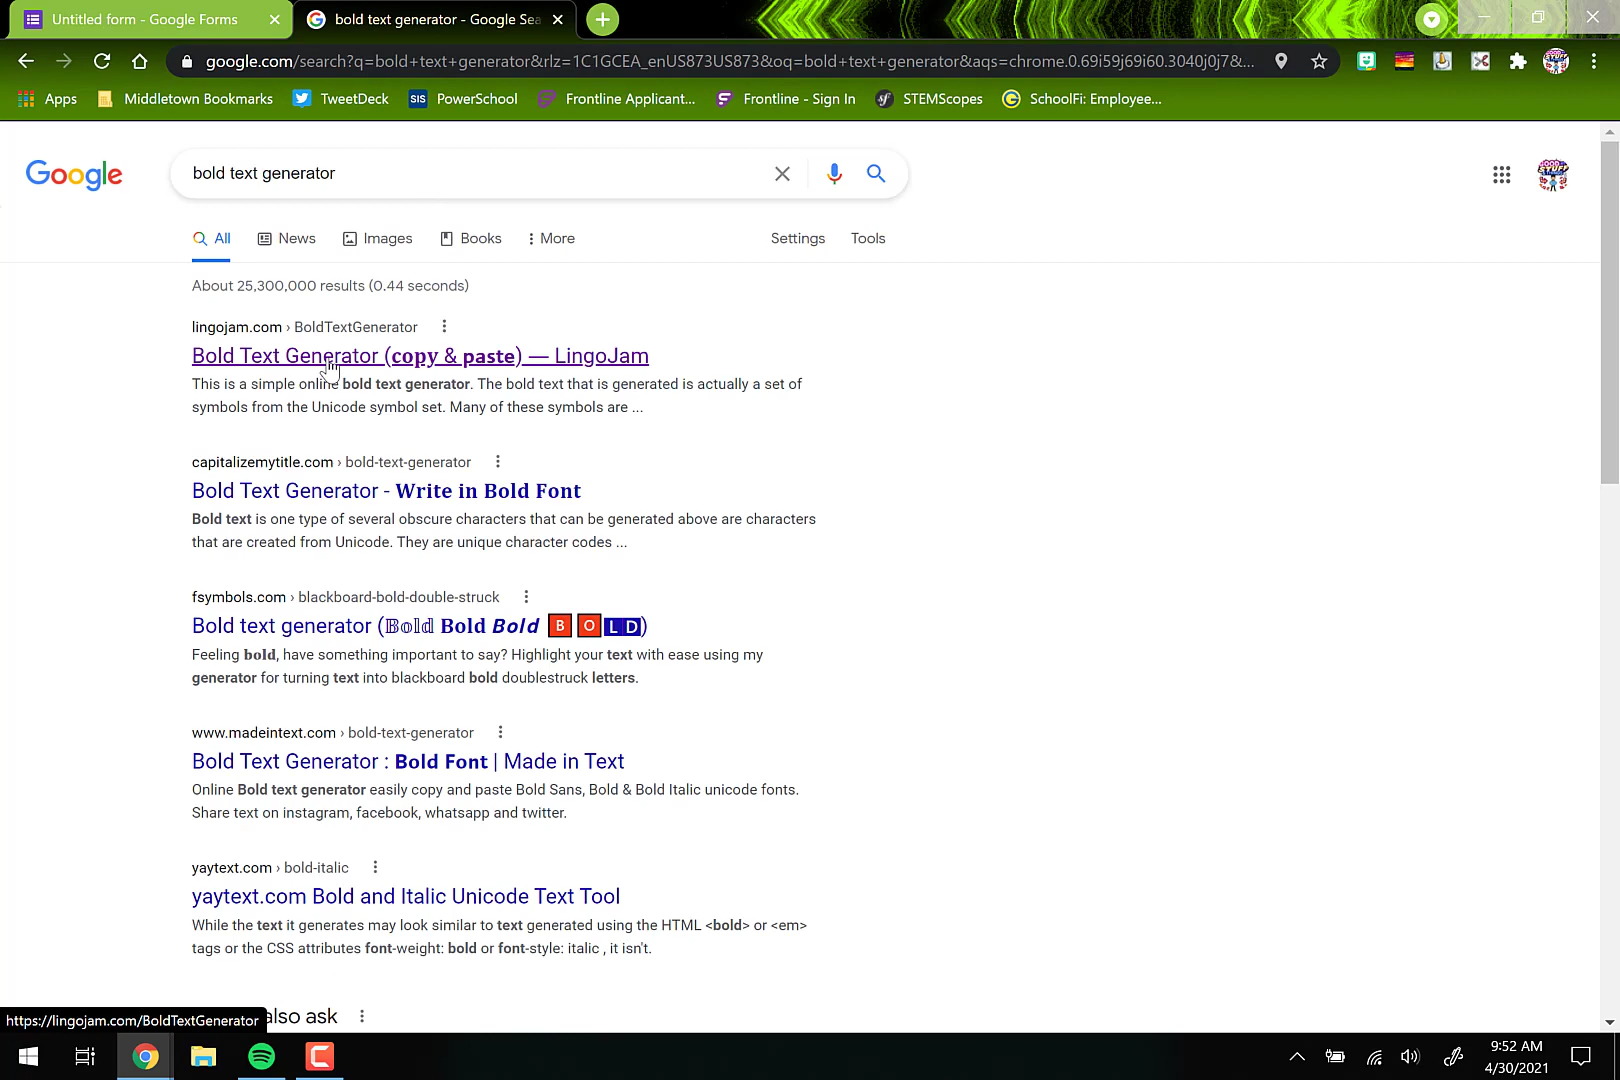 Untitled form - Google Forms
bold text generator - Google Sea
google.com/search?q=bold+text+generator&rlz=1C1GCEA_enUS873US873&oq=bold+text+generator&aqs=chrome.0.69i59j69i60.3040j0j7&...
Apps Middletown Bookmarks TweetDeck SIS PowerSchool Frontline Applicant... Frontline - Sign In sf STEMScopes SchoolFi: Employee...
Google
bold text generator
All News Images Books More Settings Tools
About 25,300,000 results (0.44 seconds)
lingojam.com › BoldTextGenerator
Bold Text Generator (𝐜𝐨𝐩𝐲 & 𝐩𝐚𝐬𝐭𝐞) — LingoJam
This is a simple online bold text generator. The bold text that is generated is actually a set of
symbols from the Unicode symbol set. Many of these symbols are ...
capitalizemytitle.com › bold-text-generator
Bold Text Generator - 𝐖𝐫𝐢𝐭𝐞 𝐢𝐧 𝐁𝐨𝐥𝐝 𝐅𝐨𝐧𝐭
Bold text is one type of several obscure characters that can be generated above are characters
that are created from Unicode. They are unique character codes ...
fsymbols.com › blackboard-bold-double-struck
Bold text generator (𝔹𝕠𝕝𝕕 𝐁𝐨𝐥𝐝 𝘽𝙤𝙡𝙙 🅱 🅾 🅻🅳)
Feeling 𝐛𝐨𝐥𝐝, have something important to say? Highlight your text with ease using my
generator for turning text into blackboard bold doublestruck letters.
www.madeintext.com › bold-text-generator
Bold Text Generator : 𝗕𝗼𝗹𝗱 𝗙𝗼𝗻𝘁 | Made in Text
Online Bold text generator easily copy and paste Bold Sans, Bold & Bold Italic unicode fonts.
Share text on instagram, facebook, whatsapp and twitter.
yaytext.com › bold-italic
yaytext.com Bold and Italic Unicode Text Tool
While the text it generates may look similar to text generated using the HTML <bold> or <em>
tags or the CSS attributes font-weight: bold or font-style: italic , it isn't.
also ask
https://lingojam.com/BoldTextGenerator
9:52 AM
4/30/2021